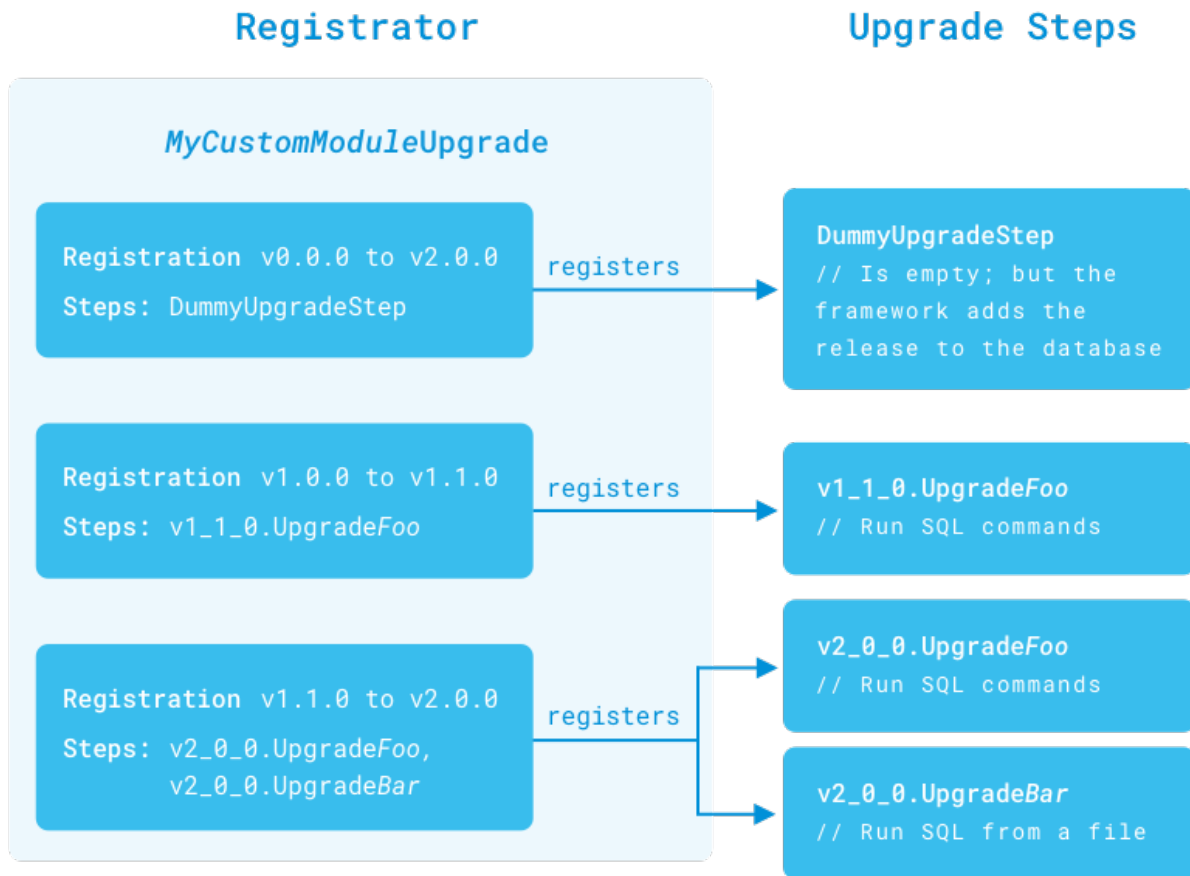 Registrator
Upgrade Steps
MyCustomModuleUpgrade
Registration v0.0.0 to v2.0.0
Steps: DummyUpgradeStep
registers
DummyUpgradeStep
// Is empty; but the
framework adds the
release to the database
Registration v1.0.0 to v1.1.0
Steps: v1_1_0.UpgradeFoo
registers
v1_1_0.UpgradeFoo
// Run SQL commands
Registration v1.1.0 to v2.0.0
Steps: v2_0_0.UpgradeFoo,
v2_0_0.UpgradeBar
registers
v2_0_0.UpgradeFoo
// Run SQL commands
v2_0_0.UpgradeBar
// Run SQL from a file